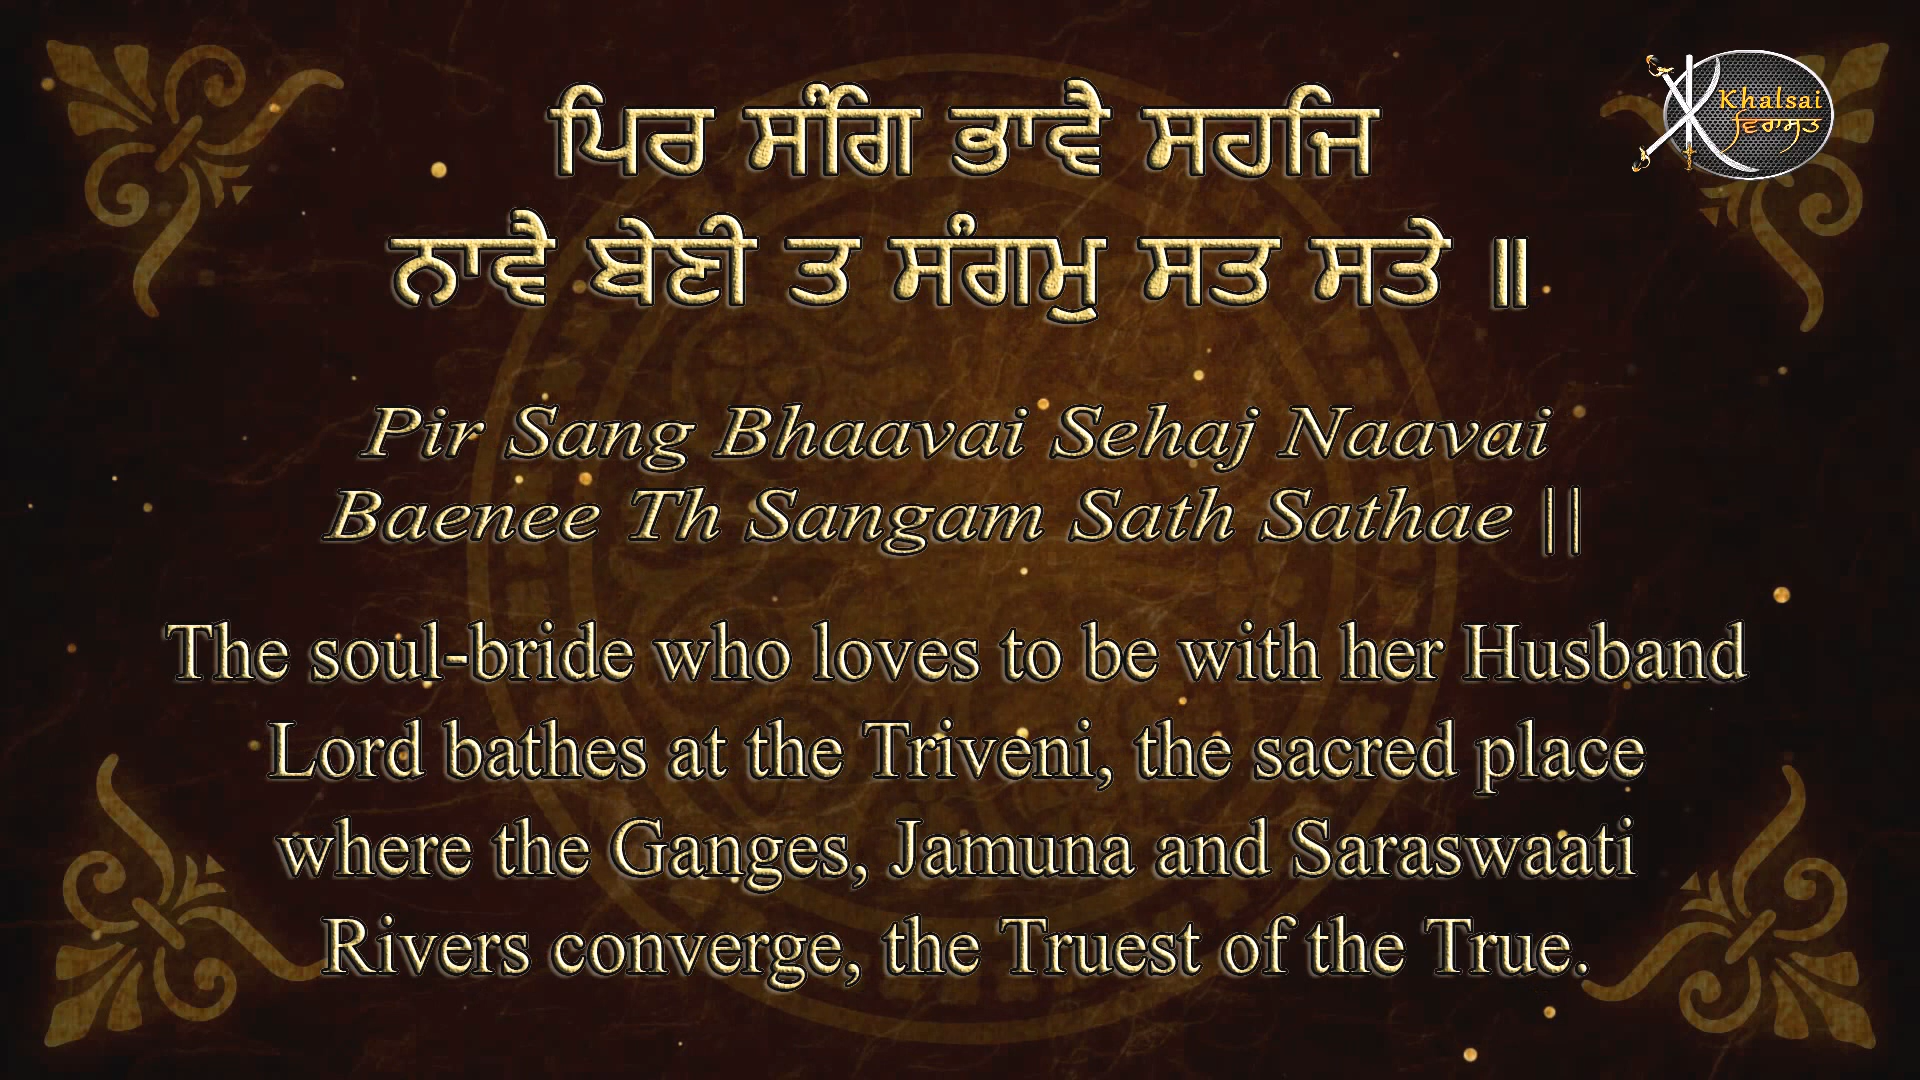 ਪਿਰ ਸੰਗਿ ਭਾਵੈ ਸਹਜਿ
ਨਾਵੈ ਬੇਣੀ ਤ ਸੰਗਮੁ ਸਤ ਸਤੇ ॥
Pir Sang Bhaavai Sehaj Naavai
Baenee Th Sangam Sath Sathae ||
The soul-bride who loves to be with her Husband
Lord bathes at the Triveni, the sacred place
where the Ganges, Jamuna and Saraswaati
Rivers converge, the Truest of the True.
Khalsai
ਵਿਰਾਸਤ